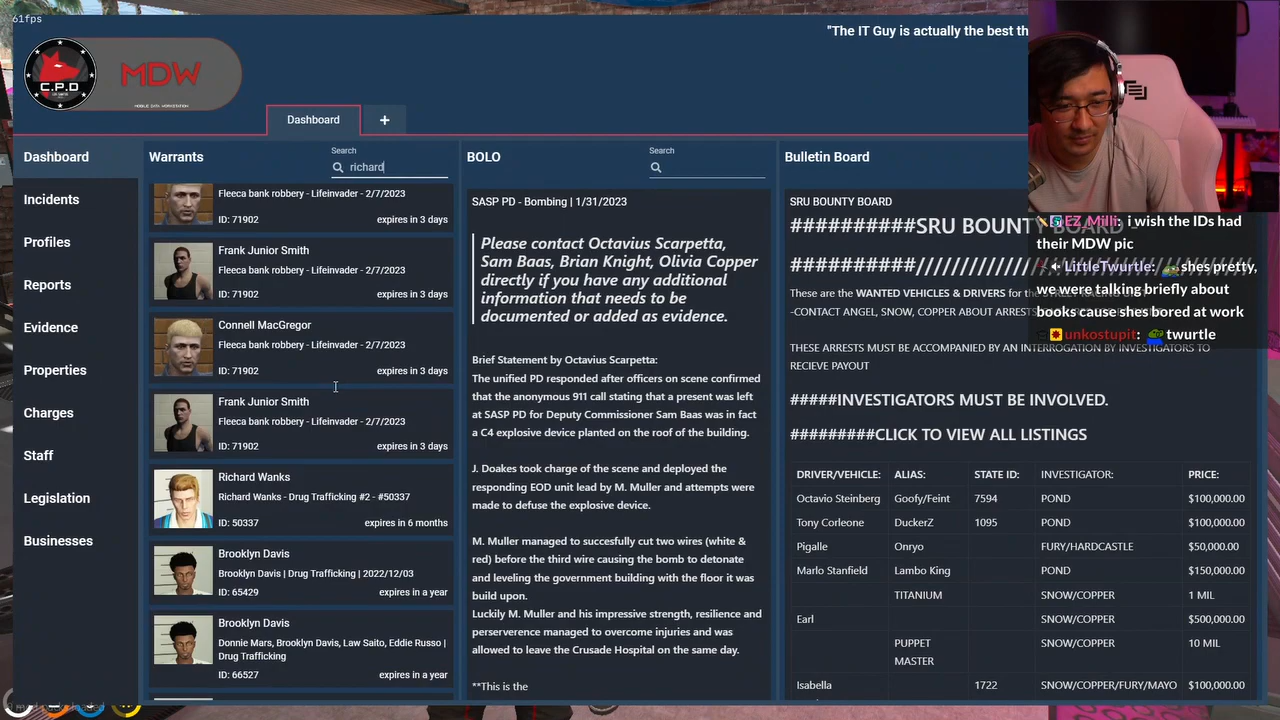 61fps
"The IT Guy is actually the best th
C.P.D
MDW
MOBILE DATA WORKSTATION
Dashboard
+
Dashboard
Incidents
Profiles
Reports
Evidence
Properties
Charges
Staff
Legislation
Businesses
Warrants
Search
richard
Fleeca bank robbery - Lifeinvader - 2/7/2023
ID: 71902 expires in 3 days
Frank Junior Smith
Fleeca bank robbery - Lifeinvader - 2/7/2023
ID: 71902 expires in 3 days
Connell MacGregor
Fleeca bank robbery - Lifeinvader - 2/7/2023
ID: 71902 expires in 3 days
Frank Junior Smith
Fleeca bank robbery - Lifeinvader - 2/7/2023
ID: 71902 expires in 3 days
Richard Wanks
Richard Wanks - Drug Trafficking #2 - #50337
ID: 50337 expires in 6 months
Brooklyn Davis
Brooklyn Davis | Drug Trafficking | 2022/12/03
ID: 65429 expires in a year
Brooklyn Davis
Donnie Mars, Brooklyn Davis, Law Saito, Eddie Russo |
Drug Trafficking
ID: 66527 expires in a year
BOLO
Search
SASP PD - Bombing | 1/31/2023
Please contact Octavius Scarpetta,
Sam Baas, Brian Knight, Olivia Copper
directly if you have any additional
information that needs to be
documented or added as evidence.
Brief Statement by Octavius Scarpetta:
The unified PD responded after officers on scene confirmed
that the anonymous 911 call stating that a present was left
at SASP PD for Deputy Commissioner Sam Baas was in fact
a C4 explosive device planted on the roof of the building.
J. Doakes took charge of the scene and deployed the
responding EOD unit lead by M. Muller and attempts were
made to defuse the explosive device.
M. Muller managed to succesfully cut two wires (white &
red) before the third wire causing the bomb to detonate
and leveling the government building with the floor it was
build upon.
Luckily M. Muller and his impressive strength, resilience and
perserverence managed to overcome injuries and was
allowed to leave the Crusade Hospital on the same day.
**This is the
Bulletin Board
SRU BOUNTY BOARD
#########SRU BOUNTY BOARD -
##########///////////////////////
These are the WANTED VEHICLES & DRIVERS for the STREET RACING
-CONTACT ANGEL, SNOW, COPPER ABOUT ARRESTS
THESE ARRESTS MUST BE ACCOMPANIED BY AN INTERROGATION BY INVESTIGATORS TO
RECIEVE PAYOUT
#####INVESTIGATORS MUST BE INVOLVED.
#########CLICK TO VIEW ALL LISTINGS
DRIVER/VEHICLE: ALIAS: STATE ID: INVESTIGATOR: PRICE:
Octavio Steinberg Goofy/Feint 7594 POND $100,000.00
Tony Corleone DuckerZ 1095 POND $100,000.00
Pigalle Onryo FURY/HARDCASTLE $50,000.00
Marlo Stanfield Lambo King POND $150,000.00
TITANIUM SNOW/COPPER 1 MIL
Earl SNOW/COPPER $500,000.00
PUPPET
MASTER SNOW/COPPER 10 MIL
Isabella 1722 SNOW/COPPER/FURY/MAYO $100,000.00
EZ_Milli: i wish the IDs had
their MDW pic
LittleTwurtle: shes pretty,
we were talking briefly about
books cause shes bored at work
unkostupit: twurtle